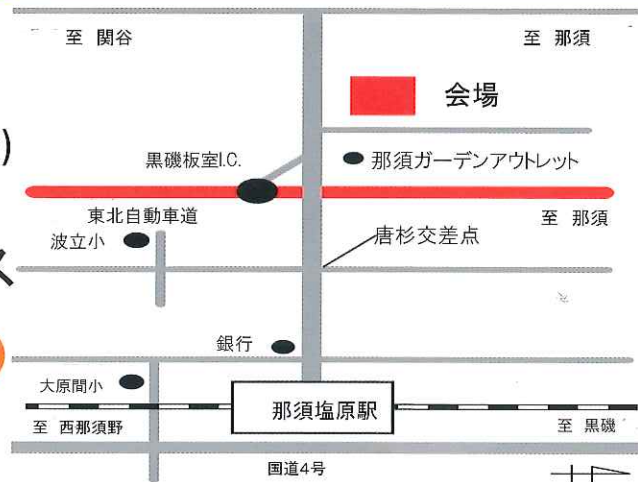 至 関谷
至 那須
会場
)
黒磯板室I.C.
那須ガーデンアウトレット
東北自動車道
至 那須
波立小
唐杉交差点
ス
銀行
大原間小
那須塩原駅
至 西那須野
至 黒磯
国道4号